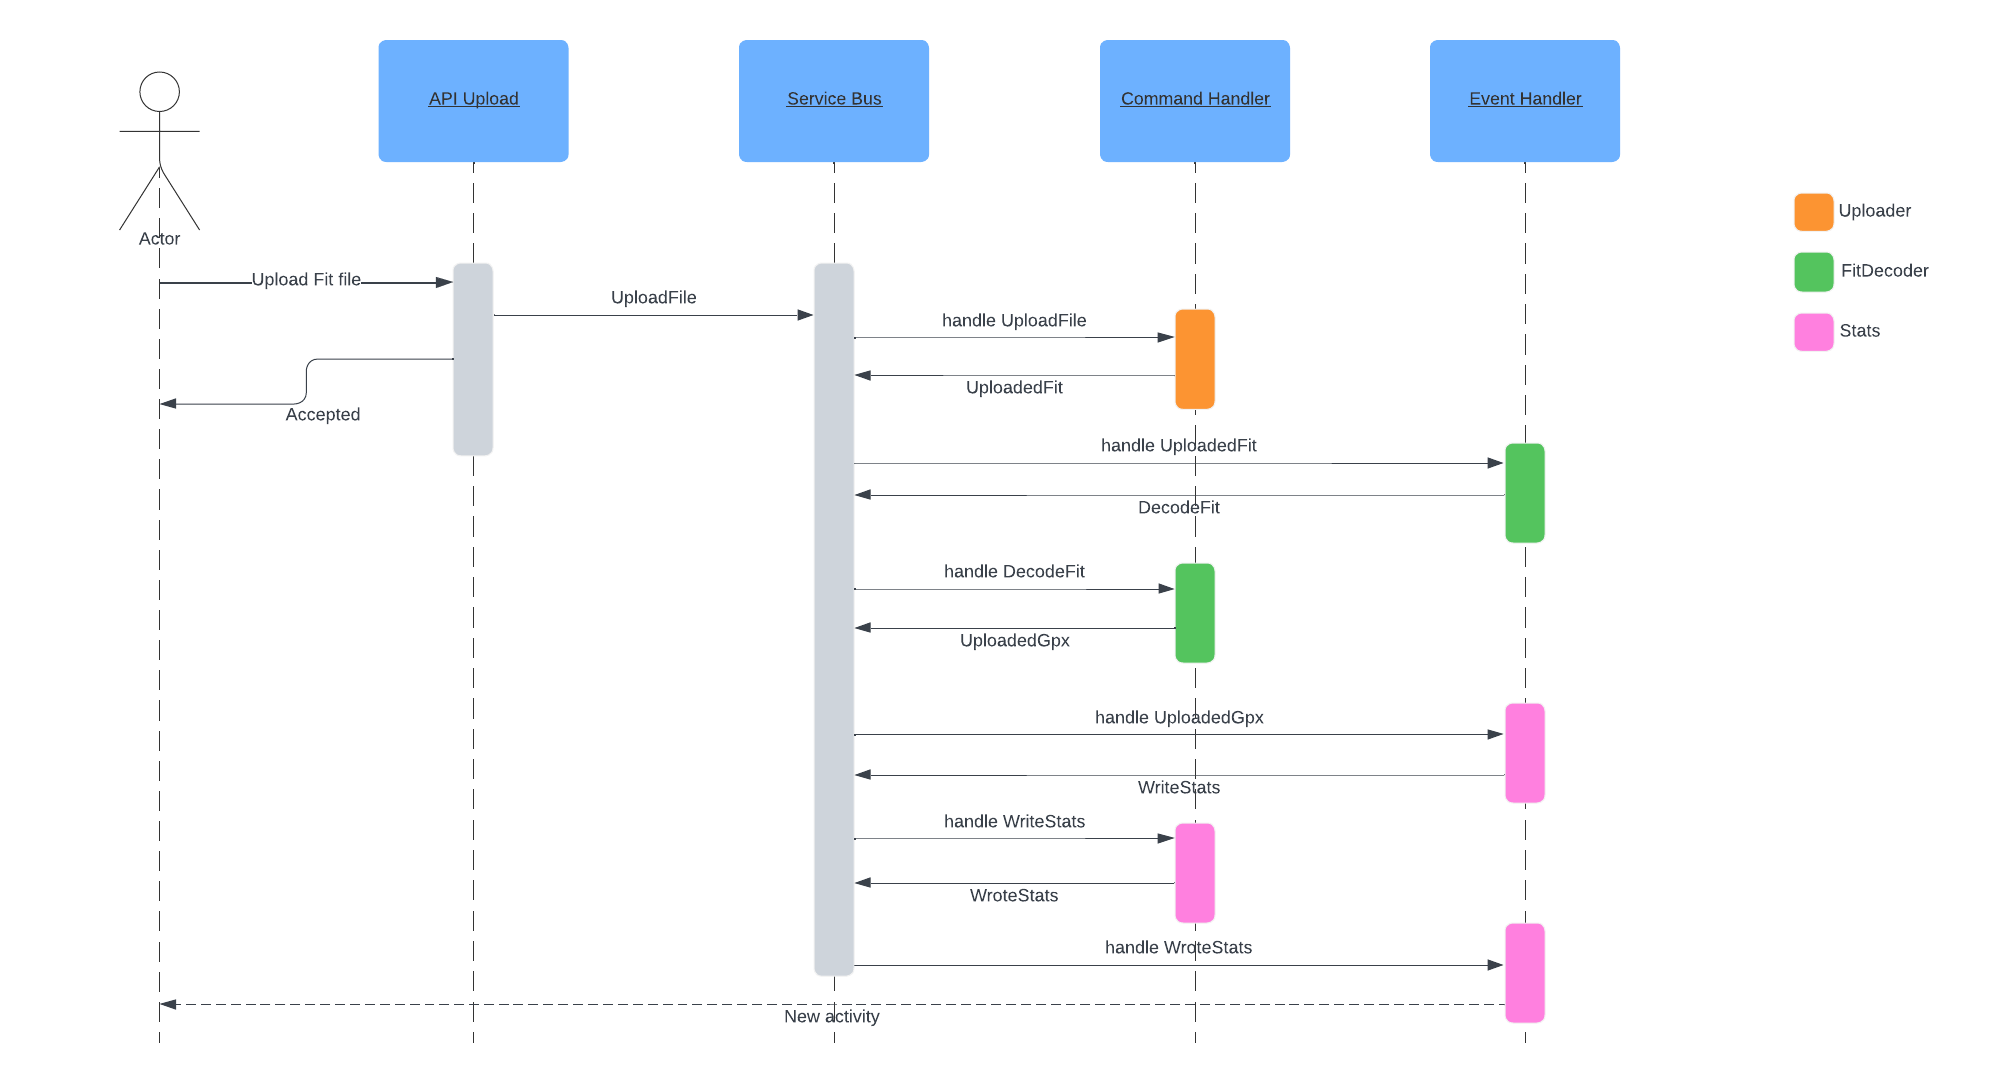 API Upload
Service Bus
Command Handler
Event Handler
Uploader
Actor
FitDecoder
Upload Fit file
UploadFile
handle UploadFile
Stats
UploadedFit
Accepted
handle UploadedFit
DecodeFit
handle DecodeFit
UploadedGpx
handle UploadedGpx
WriteStats
handle WriteStats
WroteStats
handle WroteStats
New activity